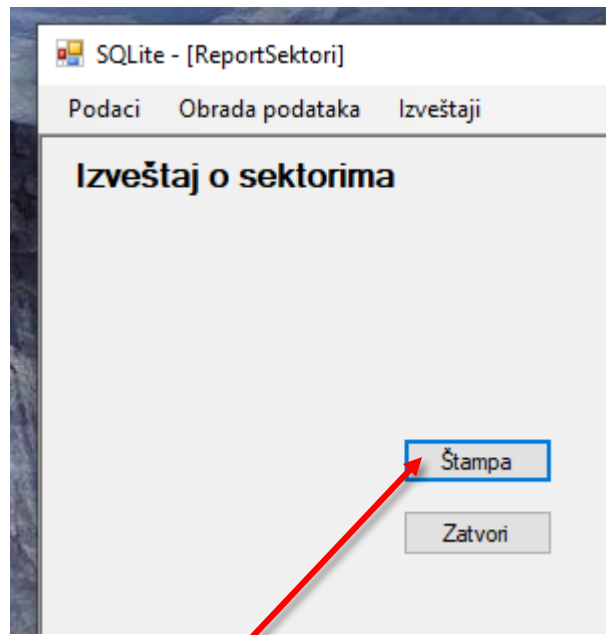 SQLite - [ReportSektori]
Podaci Obrada podataka Izveštaji
Izveštaj o sektorima
Štampa
Zatvori